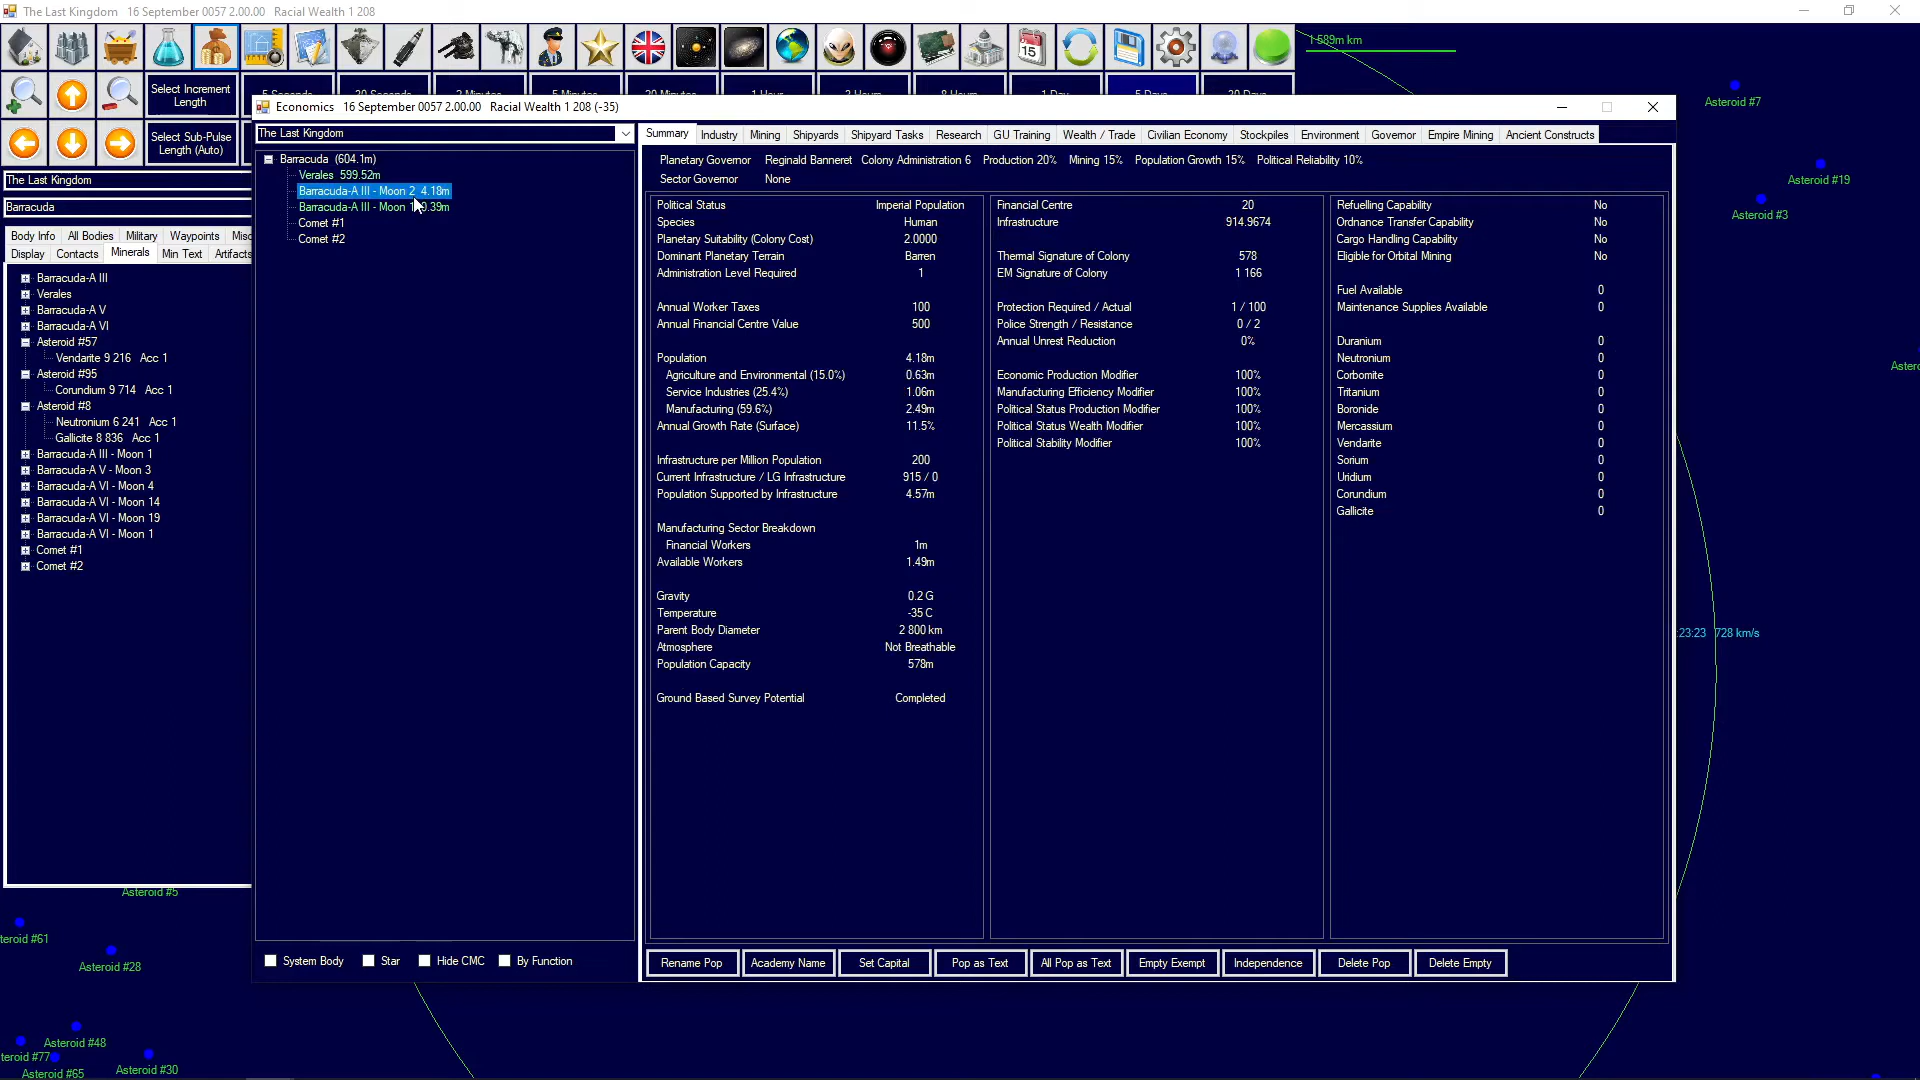 The Last Kingdom   16 September 0057 2.00.00   Racial Wealth 1 208
1 589m km
Select Increment Length
5 Days
Select Sub-Pulse Length (Auto)
The Last Kingdom
Barracuda
Body Info  All Bodies  Military  Waypoints  Misc
Display  Contacts  Minerals  Min Text  Artifacts
Barracuda-A III
Verales
Barracuda-A V
Barracuda-A VI
Asteroid #57
Vendarite 9 216   Acc 1
Asteroid #95
Corundium 9 714   Acc 1
Asteroid #8
Neutronium 6 241   Acc 1
Gallicite 8 836   Acc 1
Barracuda-A III - Moon 1
Barracuda-A V - Moon 3
Barracuda-A VI - Moon 4
Barracuda-A VI - Moon 14
Barracuda-A VI - Moon 19
Barracuda-A VI - Moon 1
Comet #1
Comet #2
Economics   16 September 0057 2.00.00   Racial Wealth 1 208 (-35)
The Last Kingdom
Barracuda  (604.1m)
Verales  599.52m
Barracuda-A III - Moon 2  4.18m
Barracuda-A III - Moon
Comet #1
Comet #2
System Body  Star  Hide CMC  By Function
Summary  Industry  Mining  Shipyards  Shipyard Tasks  Research  GU Training  Wealth / Trade  Civilian Economy  Stockpiles  Environment  Governor  Empire Mining  Ancient Constructs
Planetary Governor   Reginald Banneret   Colony Administration 6   Production 20%   Mining 15%   Population Growth 15%   Political Reliability 10%
Sector Governor   None
Political Status   Imperial Population
Species   Human
Planetary Suitability (Colony Cost)   2.0000
Dominant Planetary Terrain   Barren
Administration Level Required   1
Annual Worker Taxes   100
Annual Financial Centre Value   500
Population   4.18m
Agriculture and Environmental (15.0%)   0.63m
Service Industries (25.4%)   1.06m
Manufacturing (59.6%)   2.49m
Annual Growth Rate (Surface)   11.5%
Infrastructure per Million Population   200
Current Infrastructure / LG Infrastructure   915 / 0
Population Supported by Infrastructure   4.57m
Manufacturing Sector Breakdown
Financial Workers   1m
Available Workers   1.49m
Gravity   0.2 G
Temperature   -35 C
Parent Body Diameter   2 800 km
Atmosphere   Not Breathable
Population Capacity   578m
Ground Based Survey Potential   Completed
Financial Centre   20
Infrastructure   914.9674
Thermal Signature of Colony   578
EM Signature of Colony   1 166
Protection Required / Actual   1 / 100
Police Strength / Resistance   0 / 2
Annual Unrest Reduction   0%
Economic Production Modifier   100%
Manufacturing Efficiency Modifier   100%
Political Status Production Modifier   100%
Political Status Wealth Modifier   100%
Political Stability Modifier   100%
Refuelling Capability   No
Ordnance Transfer Capability   No
Cargo Handling Capability   No
Eligible for Orbital Mining   No
Fuel Available   0
Maintenance Supplies Available   0
Duranium   0
Neutronium   0
Corbomite   0
Tritanium   0
Boronide   0
Mercassium   0
Vendarite   0
Sorium   0
Uridium   0
Corundium   0
Gallicite   0
Rename Pop  Academy Name  Set Capital  Pop as Text  All Pop as Text  Empty Exempt  Independence  Delete Pop  Delete Empty
Asteroid #7
Asteroid #19
Asteroid #3
:23:23   728 km/s
Asteroid #5
teroid #61
Asteroid #28
Asteroid #48
teroid #77
Asteroid #65
Asteroid #30